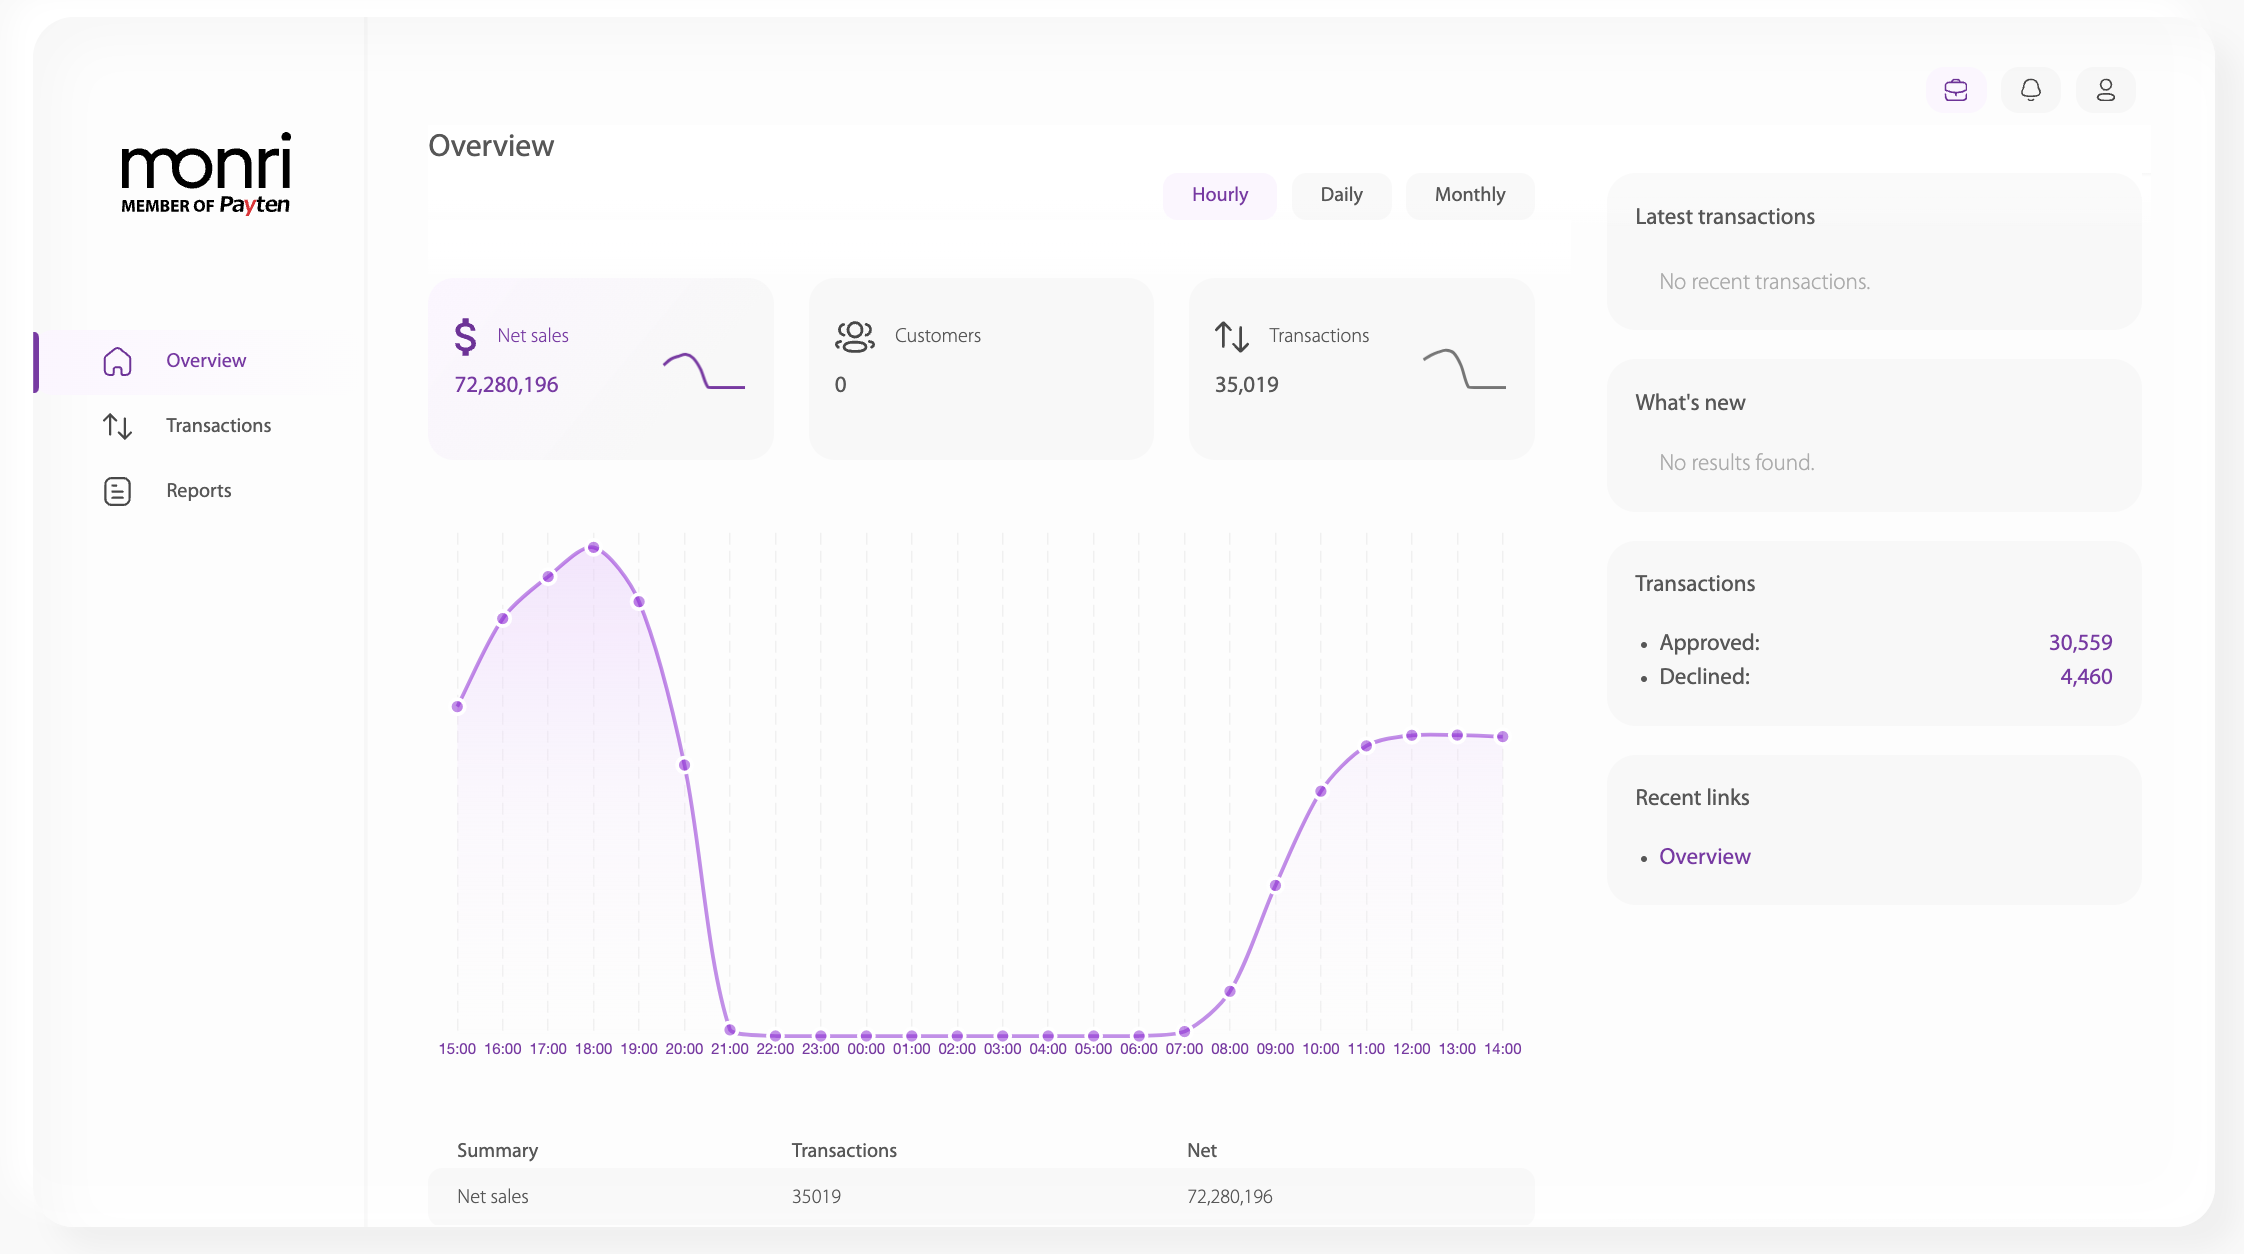 monri
MEMBER OF Payten
Overview
Transactions
Reports
Overview
Hourly
Daily
Monthly
$ Net sales
72,280,196
Customers
0
Transactions
35,019
15:00 16:00 17:00 18:00 19:00 20:00 21:00 22:00 23:00 00:00 01:00 02:00 03:00 04:00 05:00 06:00 07:00 08:00 09:00 10:00 11:00 12:00 13:00 14:00
Summary Transactions Net
Net sales 35019 72,280,196
Latest transactions
No recent transactions.
What's new
No results found.
Transactions
• Approved: 30,559
• Declined: 4,460
Recent links
• Overview